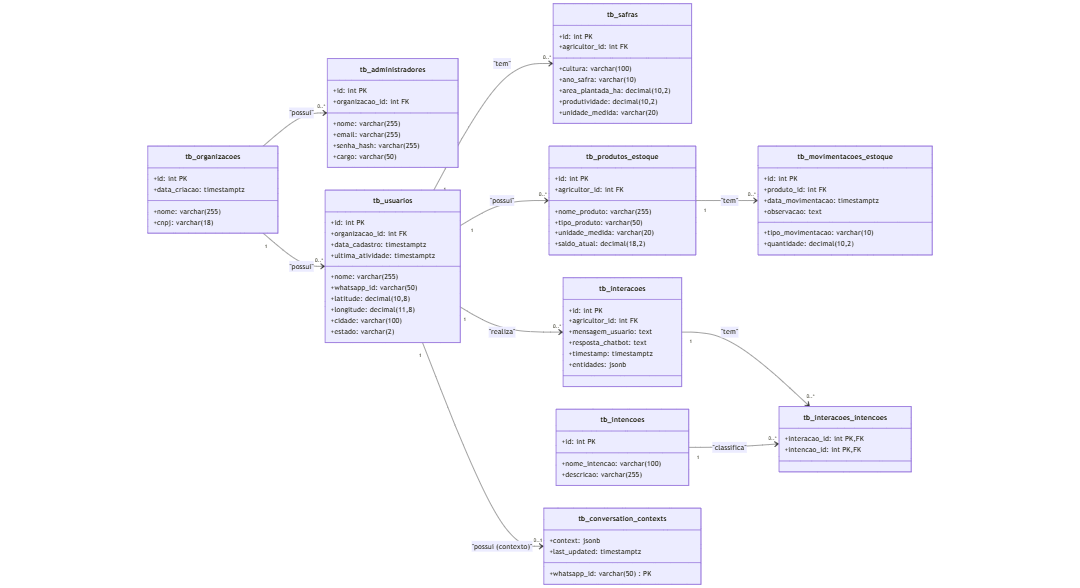 tb_organizacoes
+id: int PK
+data_criacao: timestamptz
+nome: varchar(255)
+cnpj: varchar(18)
"possui"
0..*
1
"possui"
0..*
tb_administradores
+id: int PK
+organizacao_id: int FK
+nome: varchar(255)
+email: varchar(255)
+senha_hash: varchar(255)
+cargo: varchar(50)
tb_usuarios
+id: int PK
+organizacao_id: int FK
+data_cadastro: timestamptz
+ultima_atividade: timestamptz
+nome: varchar(255)
+whatsapp_id: varchar(50)
+latitude: decimal(10,8)
+longitude: decimal(11,8)
+cidade: varchar(100)
+estado: varchar(2)
"tem"
0..*
1
"possui"
0..*
1
"realiza"
0..*
1
"possui (contexto)"
0..1
tb_safras
+id: int PK
+agricultor_id: int FK
+cultura: varchar(100)
+ano_safra: varchar(10)
+area_plantada_ha: decimal(10,2)
+produtividade: decimal(10,2)
+unidade_medida: varchar(20)
tb_produtos_estoque
+id: int PK
+agricultor_id: int FK
+nome_produto: varchar(255)
+tipo_produto: varchar(50)
+unidade_medida: varchar(20)
+saldo_atual: decimal(18,2)
1
"tem"
0..*
tb_movimentacoes_estoque
+id: int PK
+produto_id: int FK
+data_movimentacao: timestamptz
+observacao: text
+tipo_movimentacao: varchar(10)
+quantidade: decimal(10,2)
tb_interacoes
+id: int PK
+agricultor_id: int FK
+mensagem_usuario: text
+resposta_chatbot: text
+timestamp: timestamptz
+entidades: jsonb
1
"tem"
0..*
tb_intencoes
+id: int PK
+nome_intencao: varchar(100)
+descricao: varchar(255)
1
"classifica"
0..*
tb_interacoes_intencoes
+interacao_id: int PK,FK
+intencao_id: int PK,FK
tb_conversation_contexts
+context: jsonb
+last_updated: timestamptz
+whatsapp_id: varchar(50) : PK